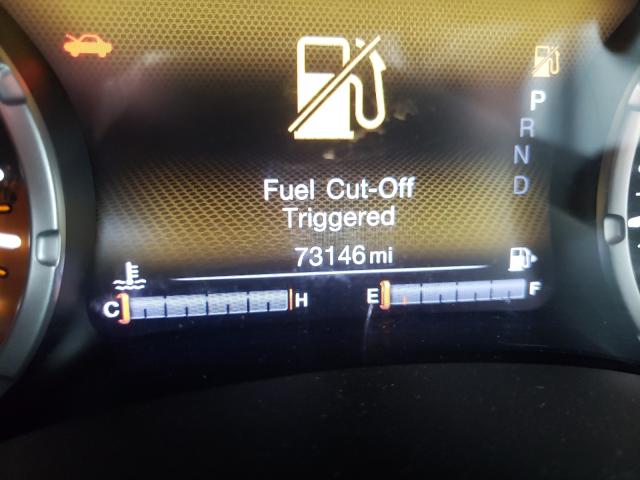 P
R
N
D
Fuel Cut-Off
Triggered
73146 mi
C H E F